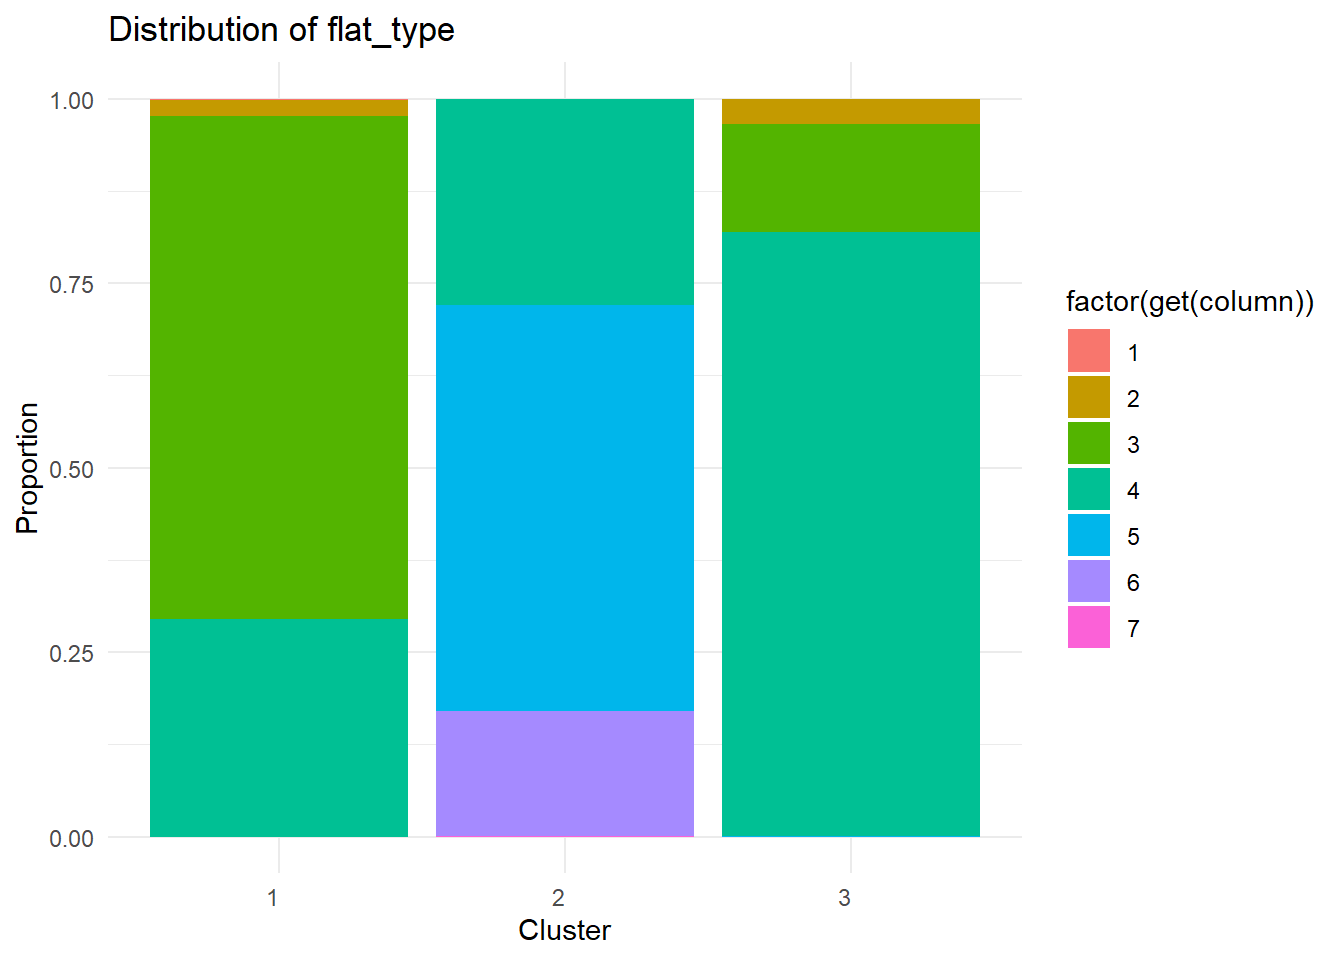 Distribution of flat_type
1.00
0.75
0.50
0.25
0.00
Proportion
1 2 3
Cluster
factor(get(column))
1
2
3
4
5
6
7